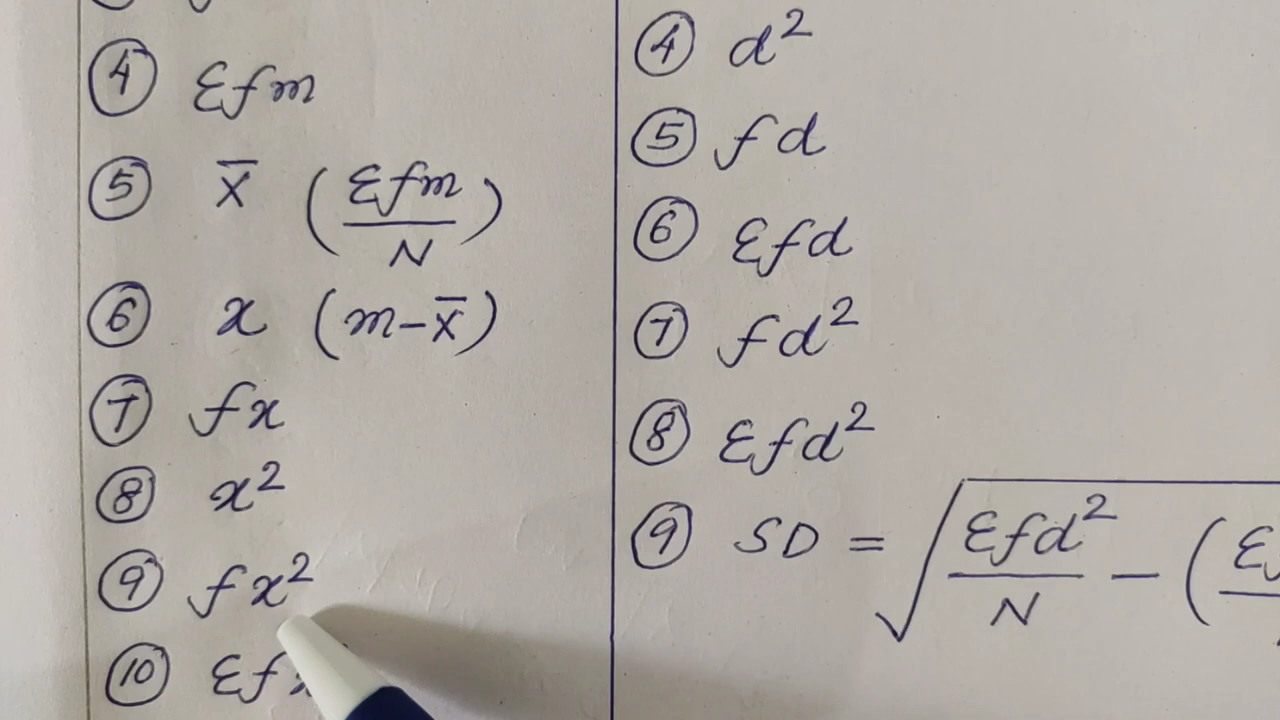 ④ Σfm
⑤ x̄ (Σfm/N)
⑥ x (m-x̄)
⑦ fx
⑧ x²
⑨ fx²
⑩ Σf
④ d²
⑤ fd
⑥ Σfd
⑦ fd²
⑧ Σfd²
⑨ SD = √Σfd²/N - (Σf